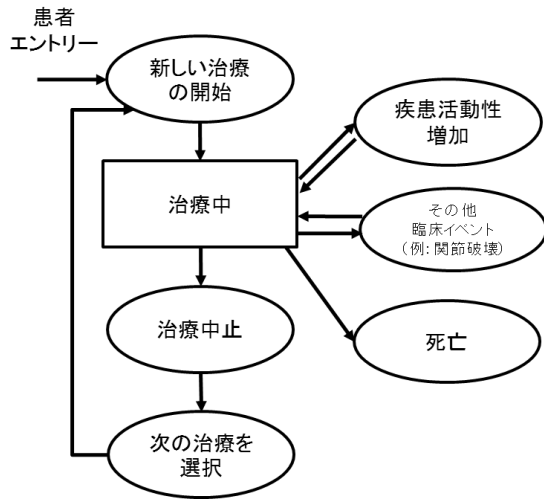 患者
エントリー
新しい治療
の開始
疾患活動性
増加
治療中
その他
臨床イベント
（例：関節破壊）
治療中止
死亡
次の治療を
選択